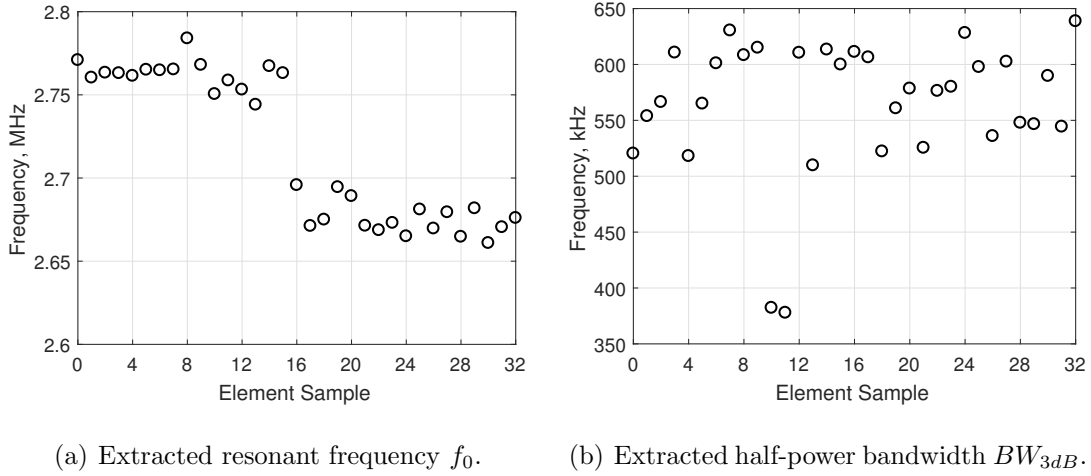 2.8
2.75
2.7
2.65
2.6
Frequency, MHz
0 4 8 12 16 20 24 28 32
Element Sample
(a) Extracted resonant frequency f0.
650
600
550
500
450
400
350
Frequency, kHz
0 4 8 12 16 20 24 28 32
Element Sample
(b) Extracted half-power bandwidth BW3dB.